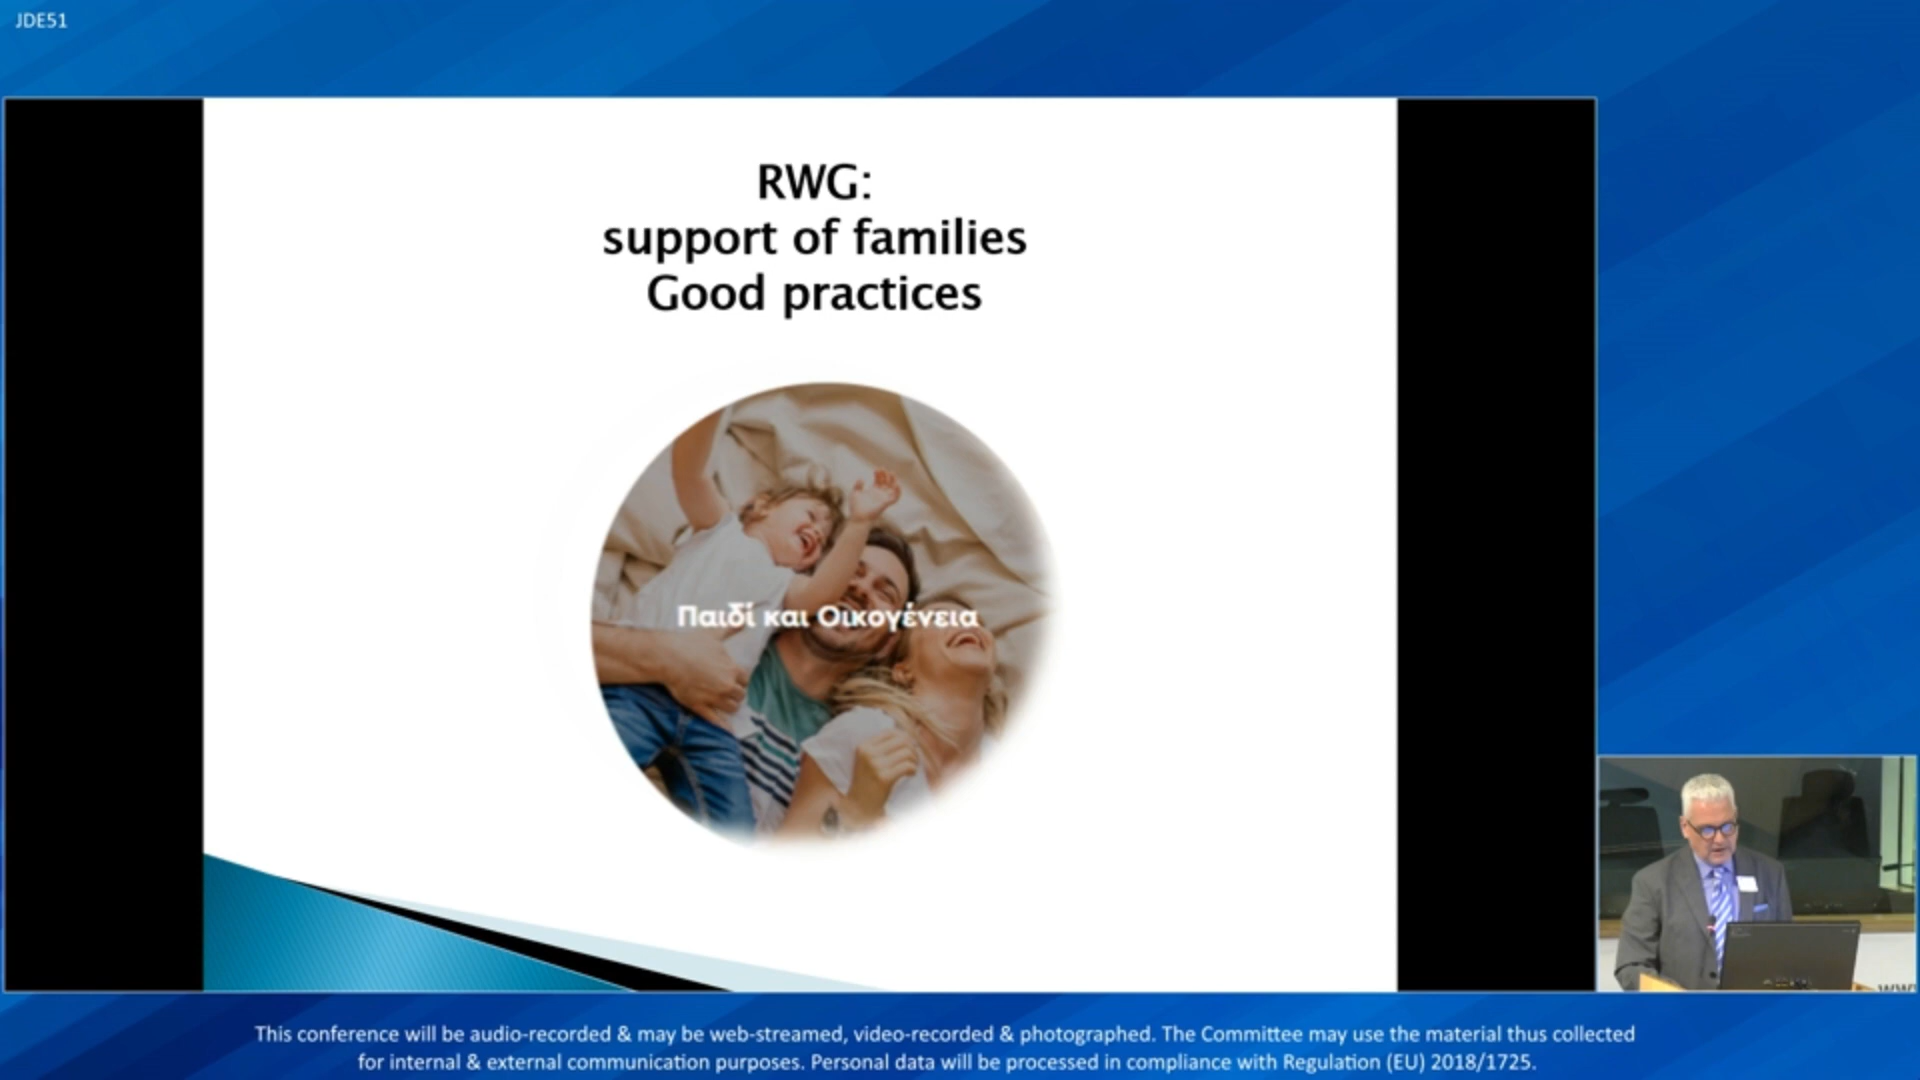 JDE51
RWG:
support of families
Good practices
Παιδί και Οικογένεια
This conference will be audio-recorded & may be web-streamed, video-recorded & photographed. The Committee may use the material thus collected
for internal & external communication purposes. Personal data will be processed in compliance with Regulation (EU) 2018/1725.